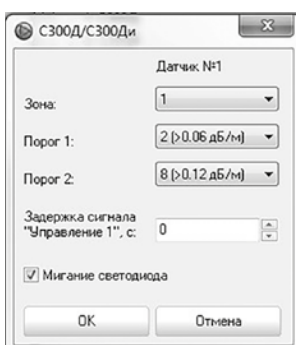 С300Д/С300Ди
Датчик №1
Зона: 1
Порог 1: 2 (>0.06 дБ/м)
Порог 2: 8 (>0.12 дБ/м)
Задержка сигнала
"Управление 1", с: 0
Мигание светодиода
OK Отмена